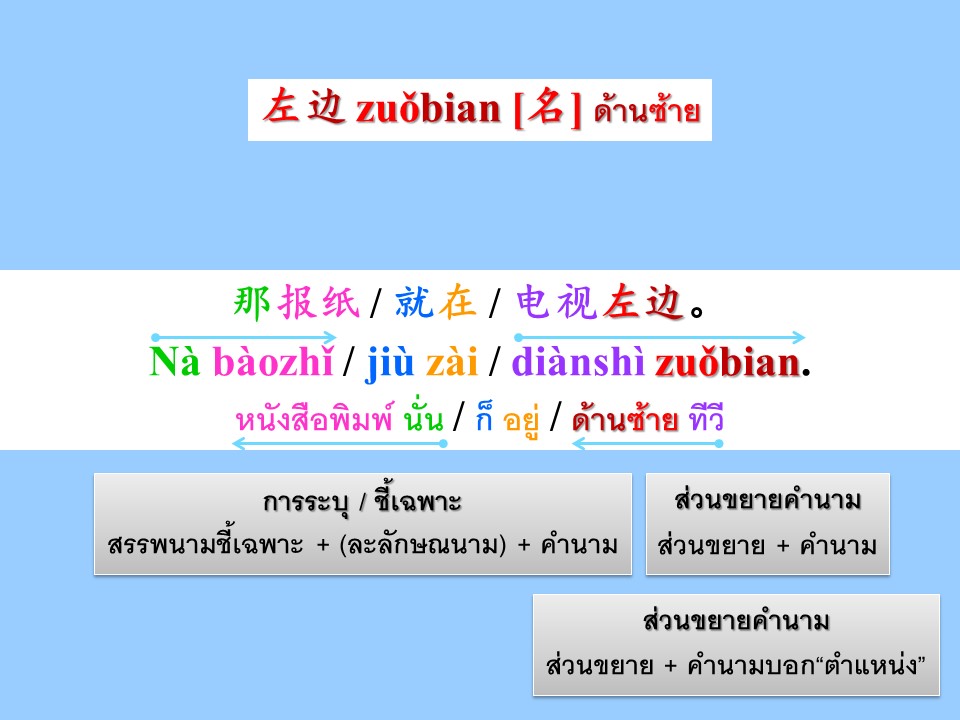 左边 zuǒbian [名] ด้านซ้าย
那报纸 / 就在 / 电视左边。
Nà bàozhǐ / jiù zài / diànshì zuǒbian.
หนังสือพิมพ์ นั่น / ก็ อยู่ / ด้านซ้าย ทีวี
การระบุ / ชี้เฉพาะ
สรรพนามชี้เฉพาะ + (ละลักษณนาม) + คำนาม
ส่วนขยายคำนาม
ส่วนขยาย + คำนาม
ส่วนขยายคำนาม
ส่วนขยาย + คำนามบอก“ตำแหน่ง”